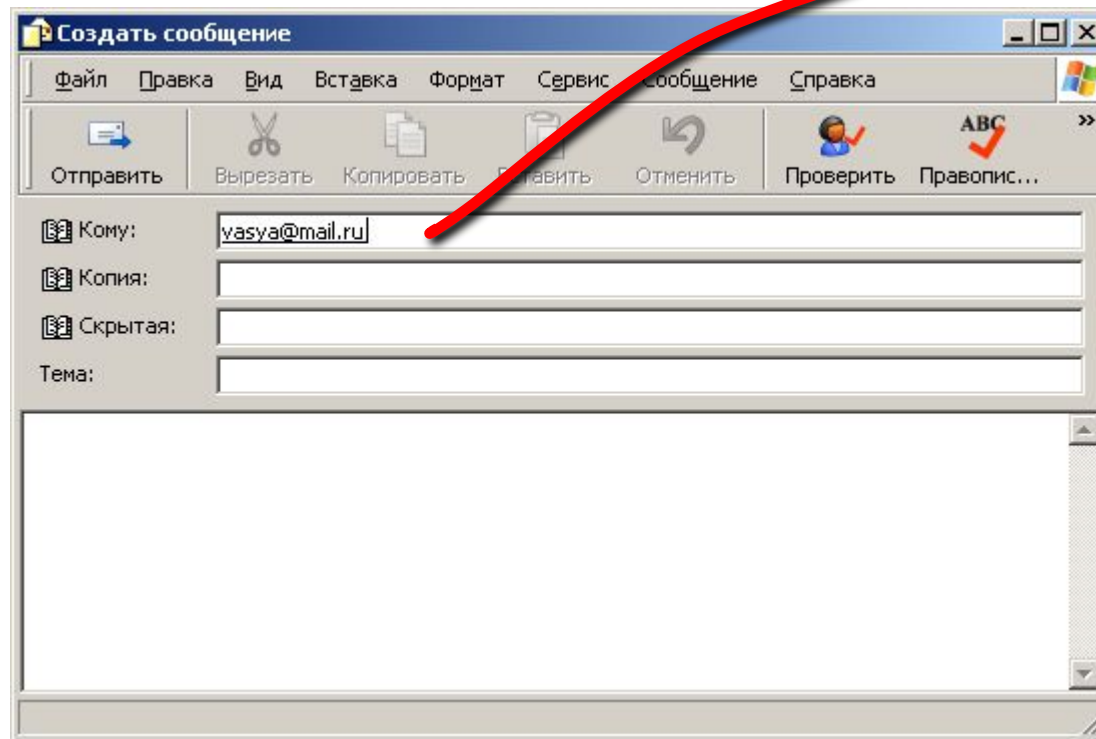 Создать сообщение
Файл Правка Вид Вставка Формат Сервис Сообщение Справка
Отправить Вырезать Копировать Вставить Отменить Проверить ABC Правопис... »
Кому: vasya@mail.ru
Копия:
Скрытая:
Тема: